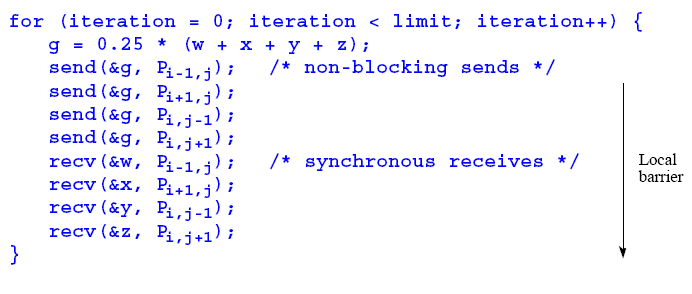 for (iteration = 0; iteration < limit; iteration++) {
g = 0.25 * (w + x + y + z);
send(&g, Pi-1,j); /* non-blocking sends */
send(&g, Pi+1,j);
send(&g, Pi,j-1);
send(&g, Pi,j+1);
recv(&w, Pi-1,j); /* synchronous receives */
recv(&x, Pi+1,j);
recv(&y, Pi,j-1);
recv(&z, Pi,j+1);
}
Local
barrier